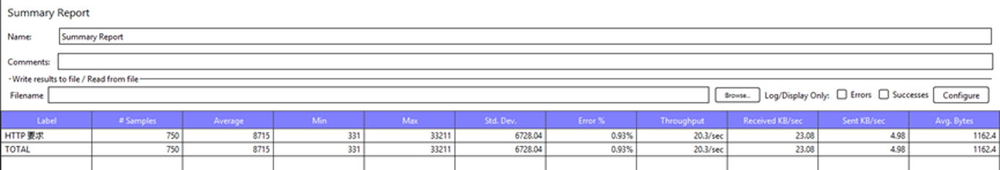 Summary Report
Name: Summary Report
Comments:
- Write results to file / Read from file
Filename Browse... Log/Display Only: Errors Successes Configure
Label # Samples Average Min Max Std. Dev. Error % Throughput Received KB/sec Sent KB/sec Avg. Bytes
HTTP 要求 750 8715 331 33211 6728.04 0.93% 20.3/sec 23.08 4.98 1162.4
TOTAL 750 8715 331 33211 6728.04 0.93% 20.3/sec 23.08 4.98 1162.4